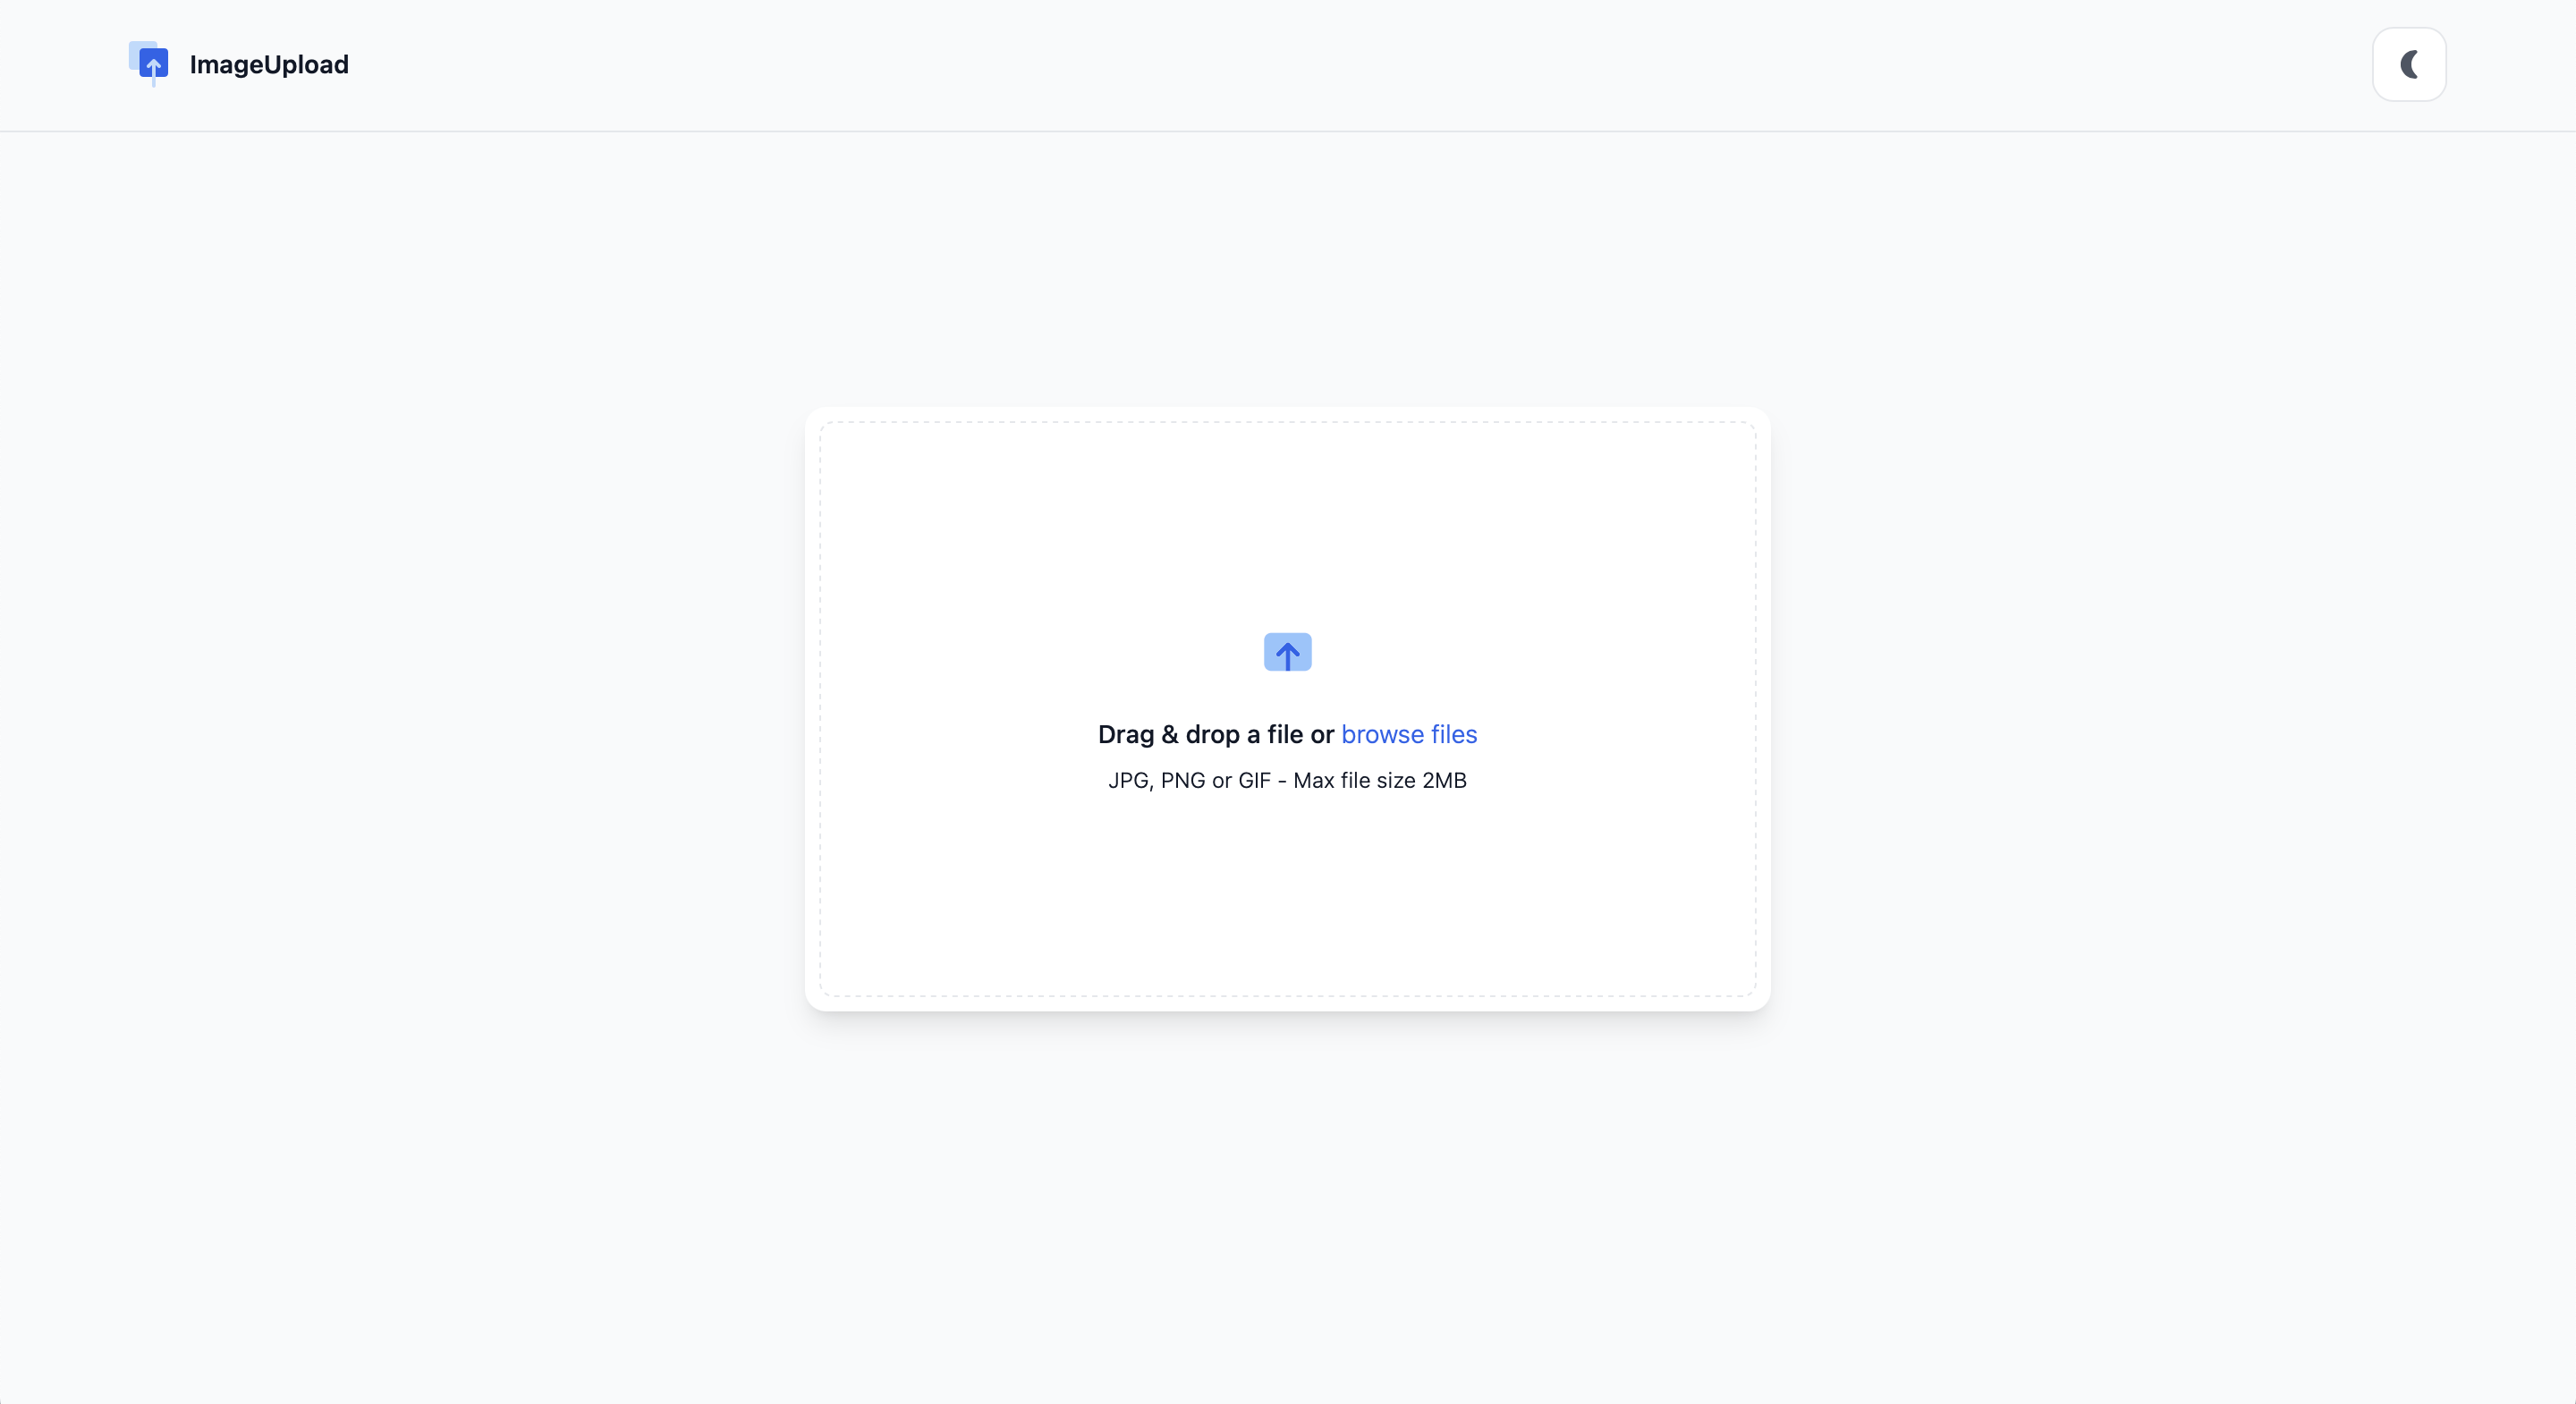 ImageUpload
Drag & drop a file or browse files
JPG, PNG or GIF - Max file size 2MB